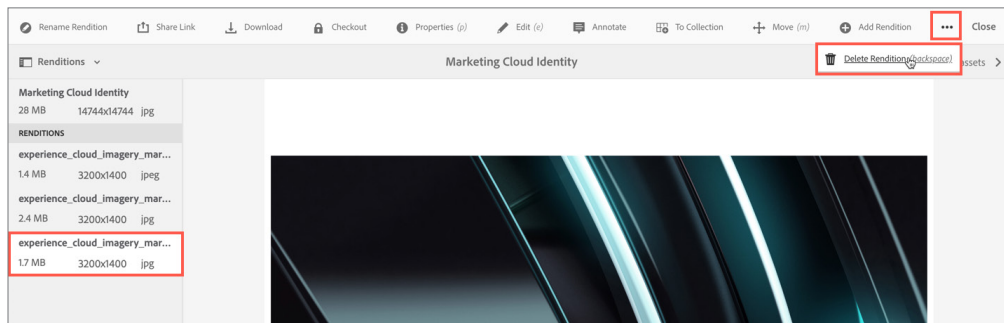 Rename Rendition Share Link Download Checkout Properties (p) Edit (e) Annotate To Collection Move (m) Add Rendition ••• Close
Renditions Marketing Cloud Identity
Delete Rendition (backspace)
ssets
Marketing Cloud Identity
28 MB 14744x14744 jpg
RENDITIONS
experience_cloud_imagery_mar...
1.4 MB 3200x1400 jpeg
experience_cloud_imagery_mar...
2.4 MB 3200x1400 jpg
experience_cloud_imagery_mar...
1.7 MB 3200x1400 jpg